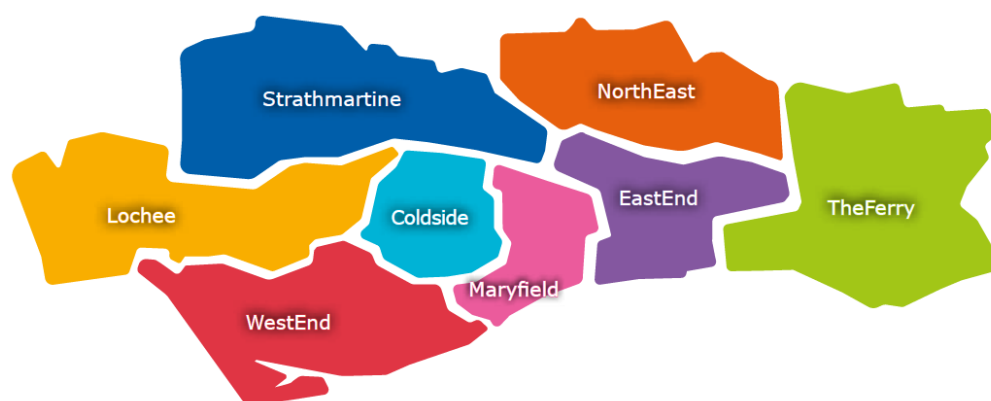 NorthEast
Strathmartine
EastEnd
TheFerry
Lochee
Coldside
Maryfield
WestEnd